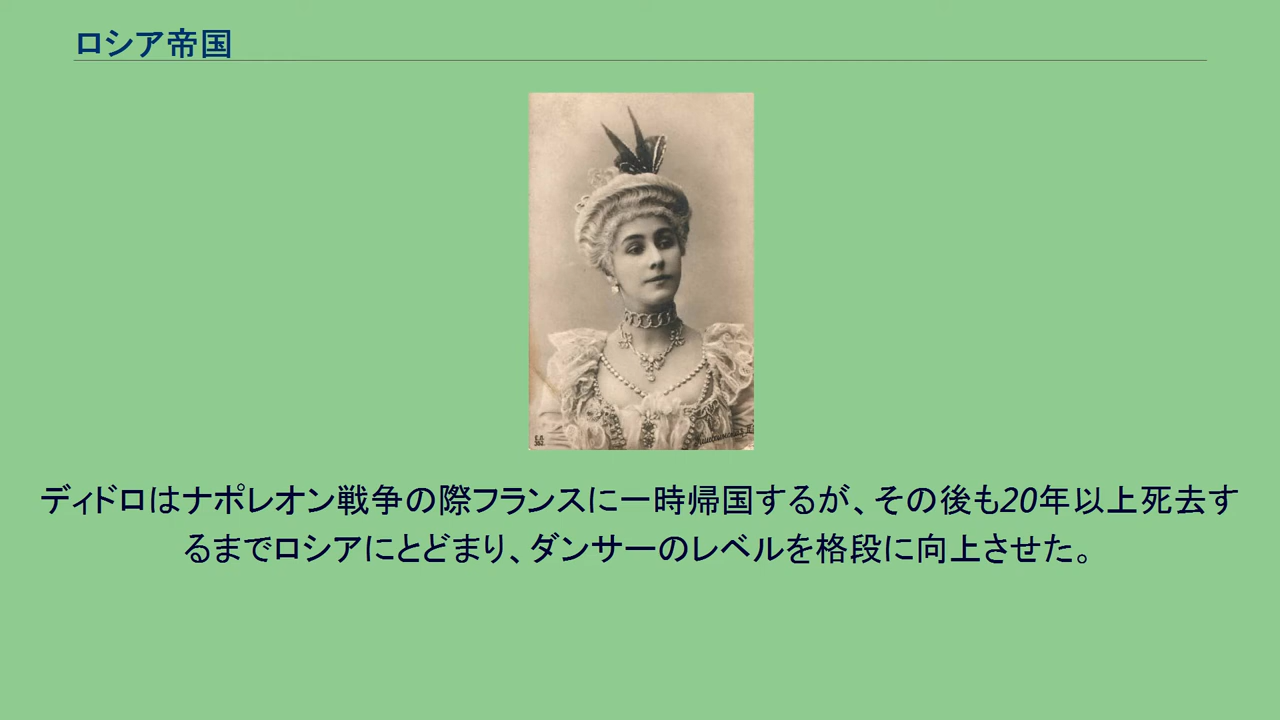 ロシア帝国
ディドロはナポレオン戦争の際フランスに一時帰国するが、その後も20年以上死去す
るまでロシアにとどまり、ダンサーのレベルを格段に向上させた。